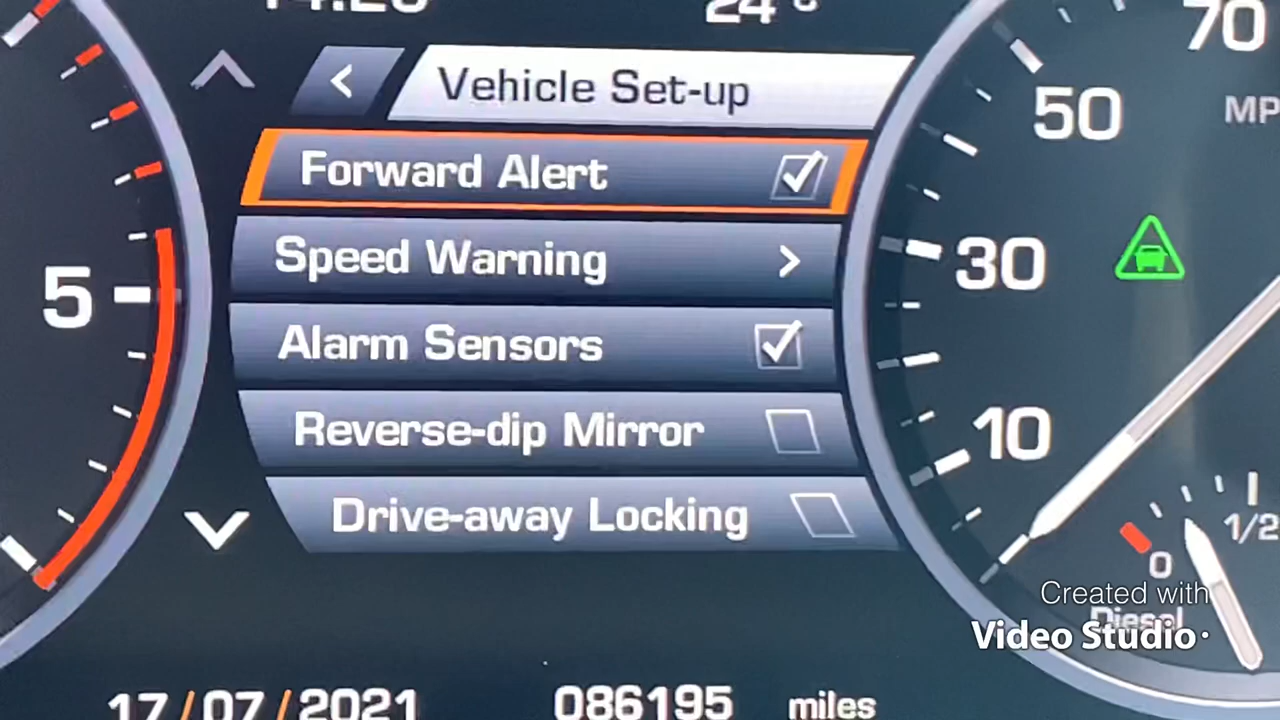 24°
Vehicle Set-up
Forward Alert
Speed Warning
Alarm Sensors
Reverse-dip Mirror
Drive-away Locking
5
70
50
MP
30
10
1/2
0
Diesel
Created with
Video Studio
17/07/2021
086195 miles